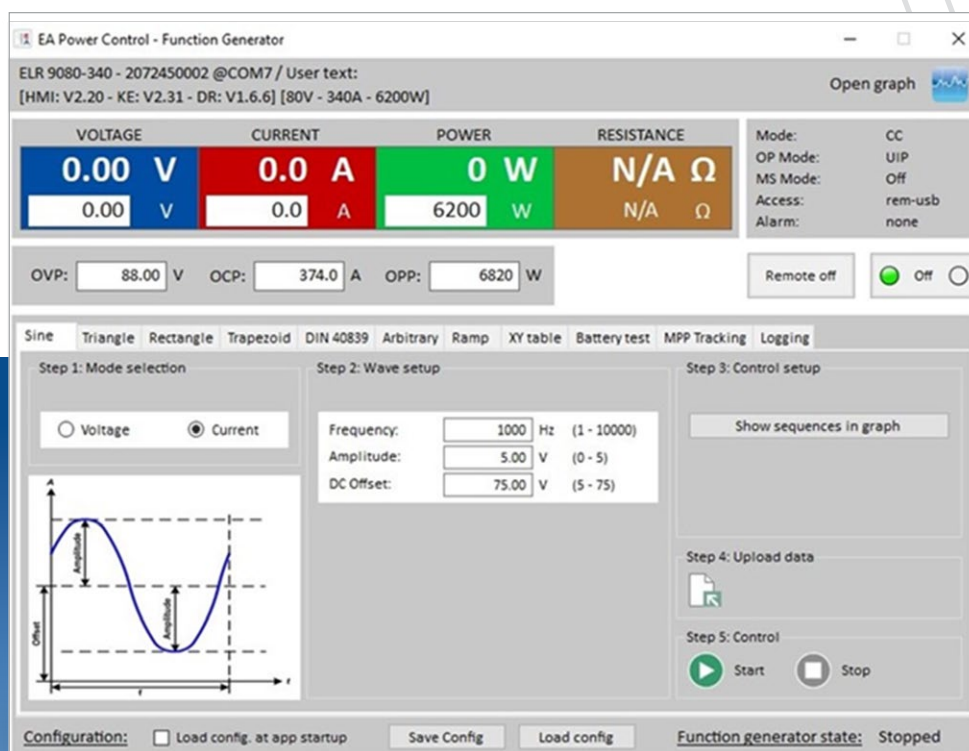 EA Power Control - Function Generator
ELR 9080-340 - 2072450002 @COM7 / User text:
[HMI: V2.20 - KE: V2.31 - DR: V1.6.6] [80V - 340A - 6200W]
Open graph
VOLTAGE CURRENT POWER RESISTANCE
0.00 V 0.0 A 0 W N/A Ω
0.00 V 0.0 A 6200 W N/A Ω
Mode: CC
OP Mode: UIP
MS Mode: Off
Access: rem-usb
Alarm: none
OVP: 88.00 V OCP: 374.0 A OPP: 6820 W
Remote off
Off
Sine Triangle Rectangle Trapezoid DIN 40839 Arbitrary Ramp XY table Battery test MPP Tracking Logging
Step 1: Mode selection
Voltage Current
A
Amplitude
Amplitude
Offset
t
f
Step 2: Wave setup
Frequency: 1000 Hz (1 - 10000)
Amplitude: 5.00 V (0 - 5)
DC Offset: 75.00 V (5 - 75)
Step 3: Control setup
Show sequences in graph
Step 4: Upload data
Step 5: Control
Start Stop
Configuration: Load config. at app startup Save Config Load config Function generator state: Stopped